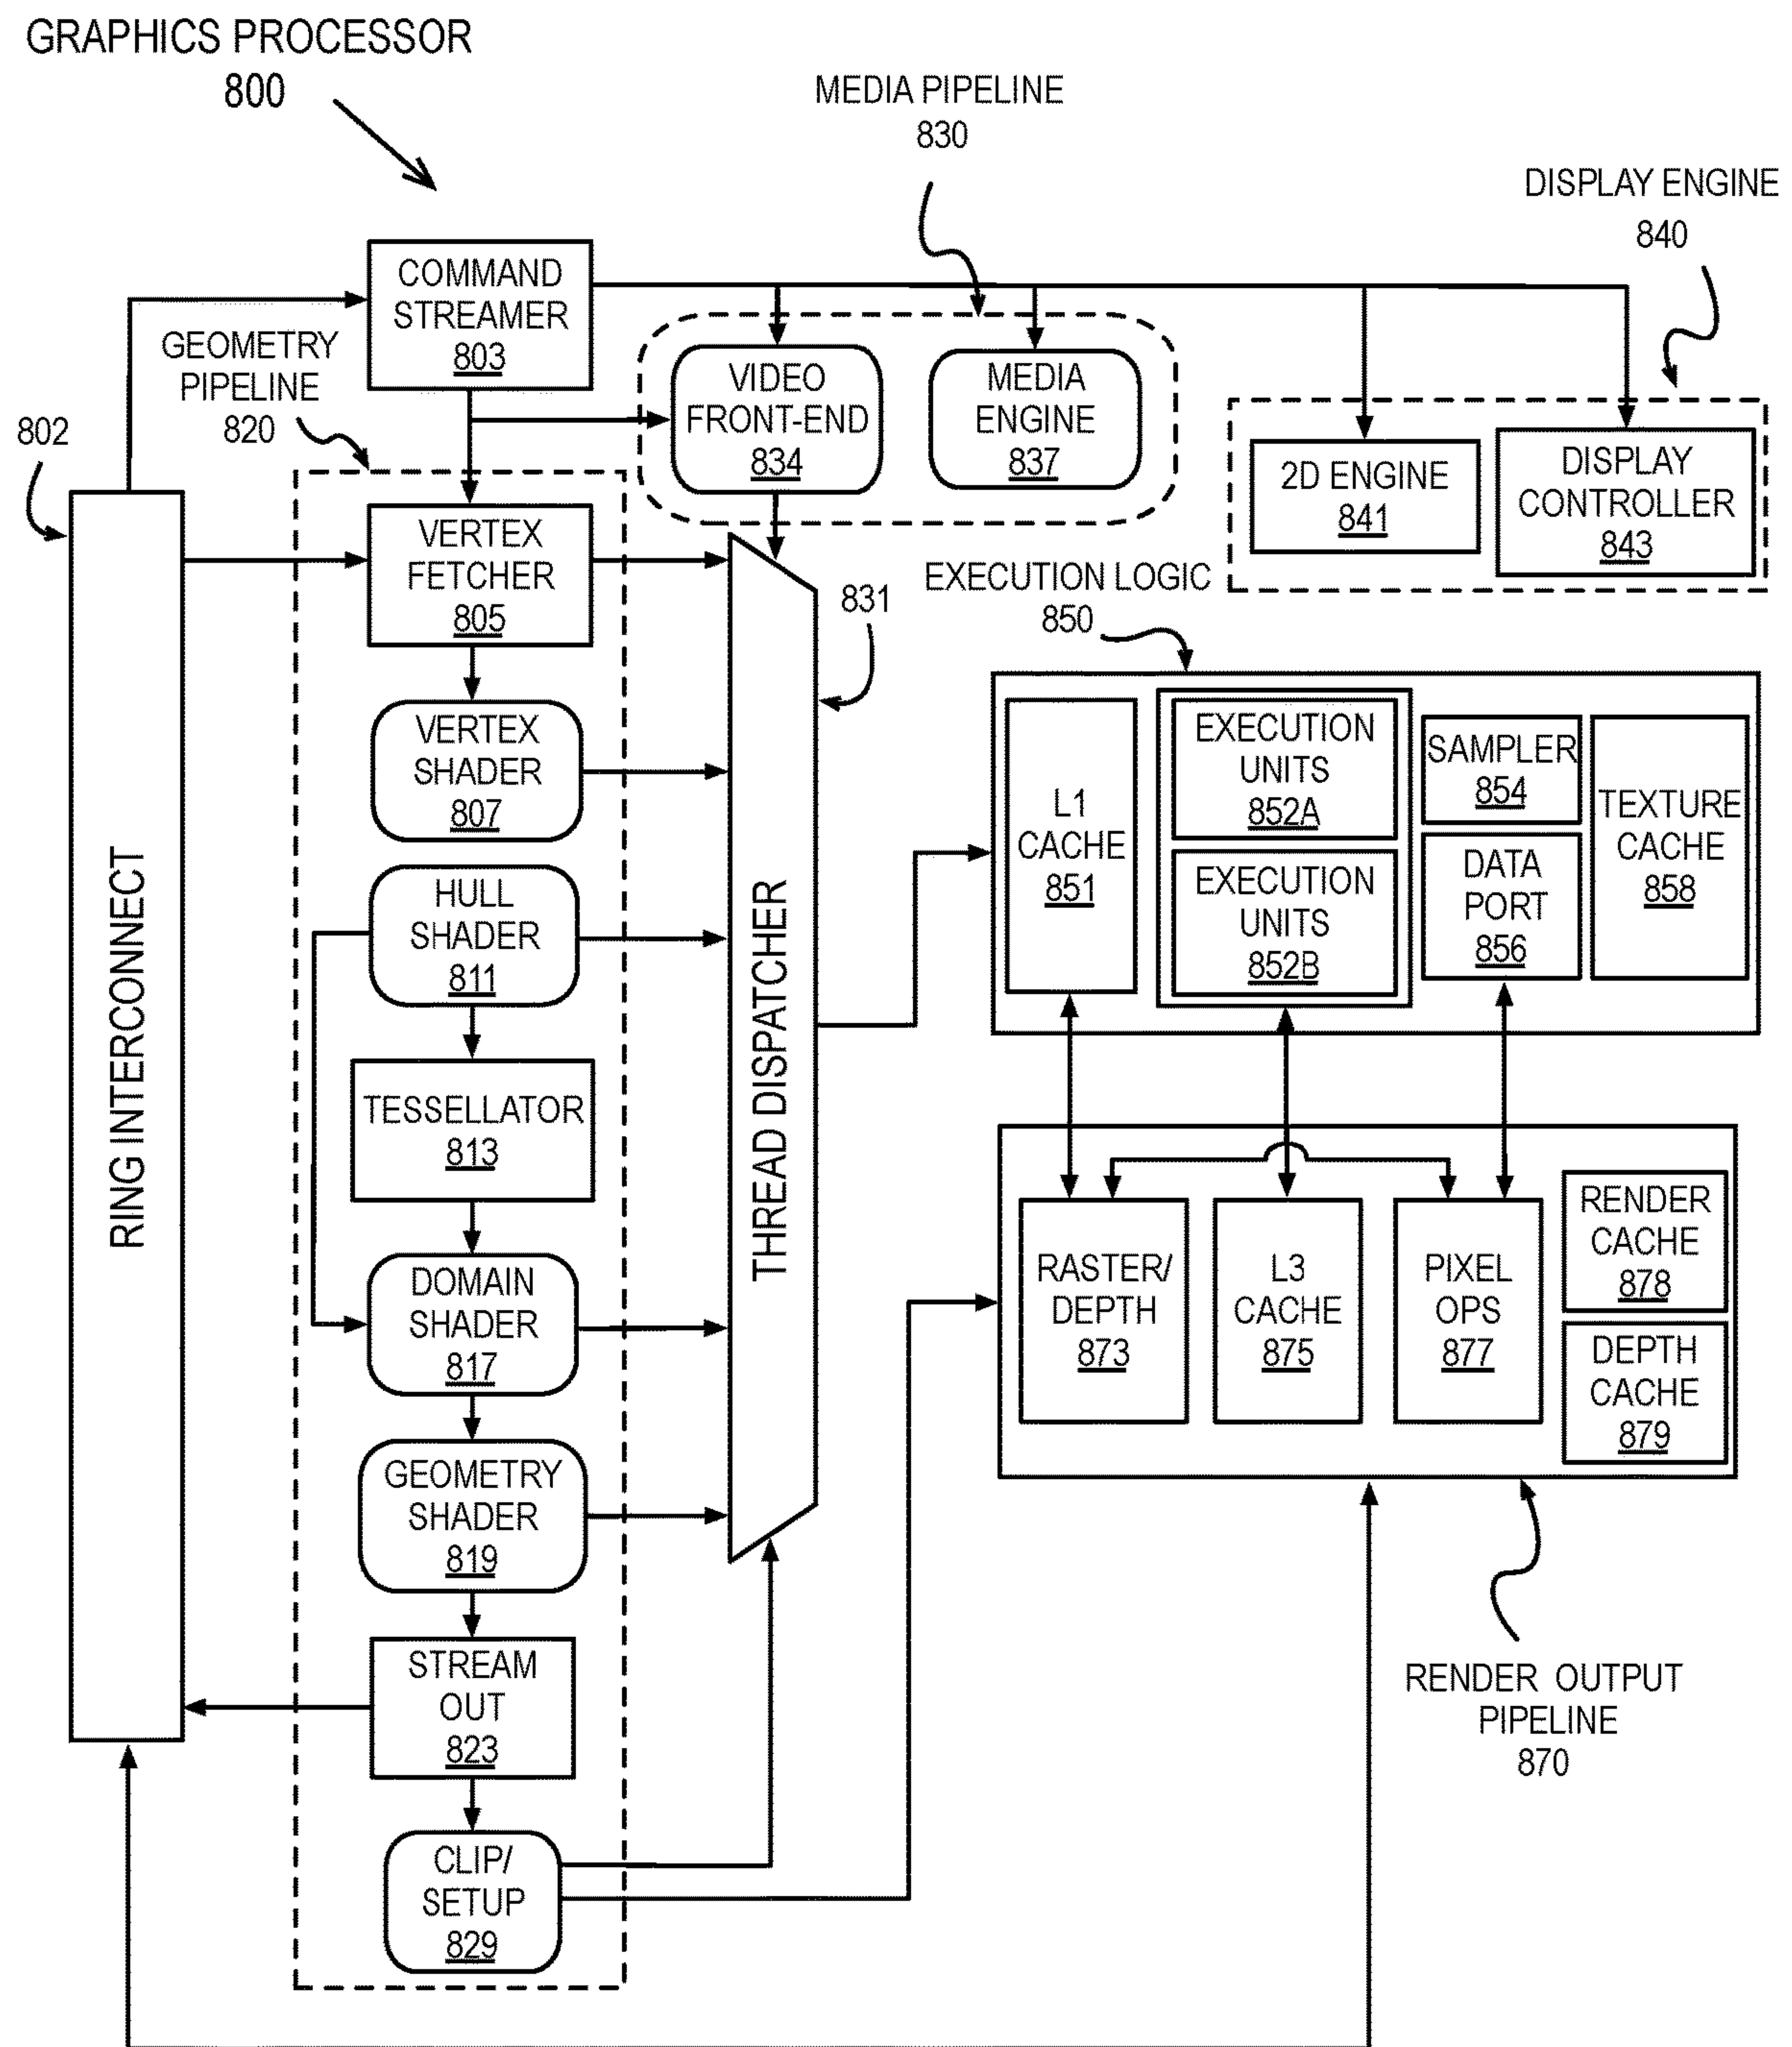 GRAPHICS PROCESSOR
800
MEDIA PIPELINE
830
DISPLAY ENGINE
840
COMMAND
STREAMER
803
GEOMETRY
PIPELINE
820
802
VIDEO
FRONT-END
834
MEDIA
ENGINE
837
2D ENGINE
841
DISPLAY
CONTROLLER
843
RING INTERCONNECT
VERTEX
FETCHER
805
VERTEX
SHADER
807
HULL
SHADER
811
TESSELLATOR
813
DOMAIN
SHADER
817
GEOMETRY
SHADER
819
STREAM
OUT
823
CLIP/
SETUP
829
THREAD DISPATCHER
831
EXECUTION LOGIC
850
L1
CACHE
851
EXECUTION
UNITS
852A
EXECUTION
UNITS
852B
SAMPLER
854
DATA
PORT
856
TEXTURE
CACHE
858
RASTER/
DEPTH
873
L3
CACHE
875
PIXEL
OPS
877
RENDER
CACHE
878
DEPTH
CACHE
879
RENDER OUTPUT
PIPELINE
870